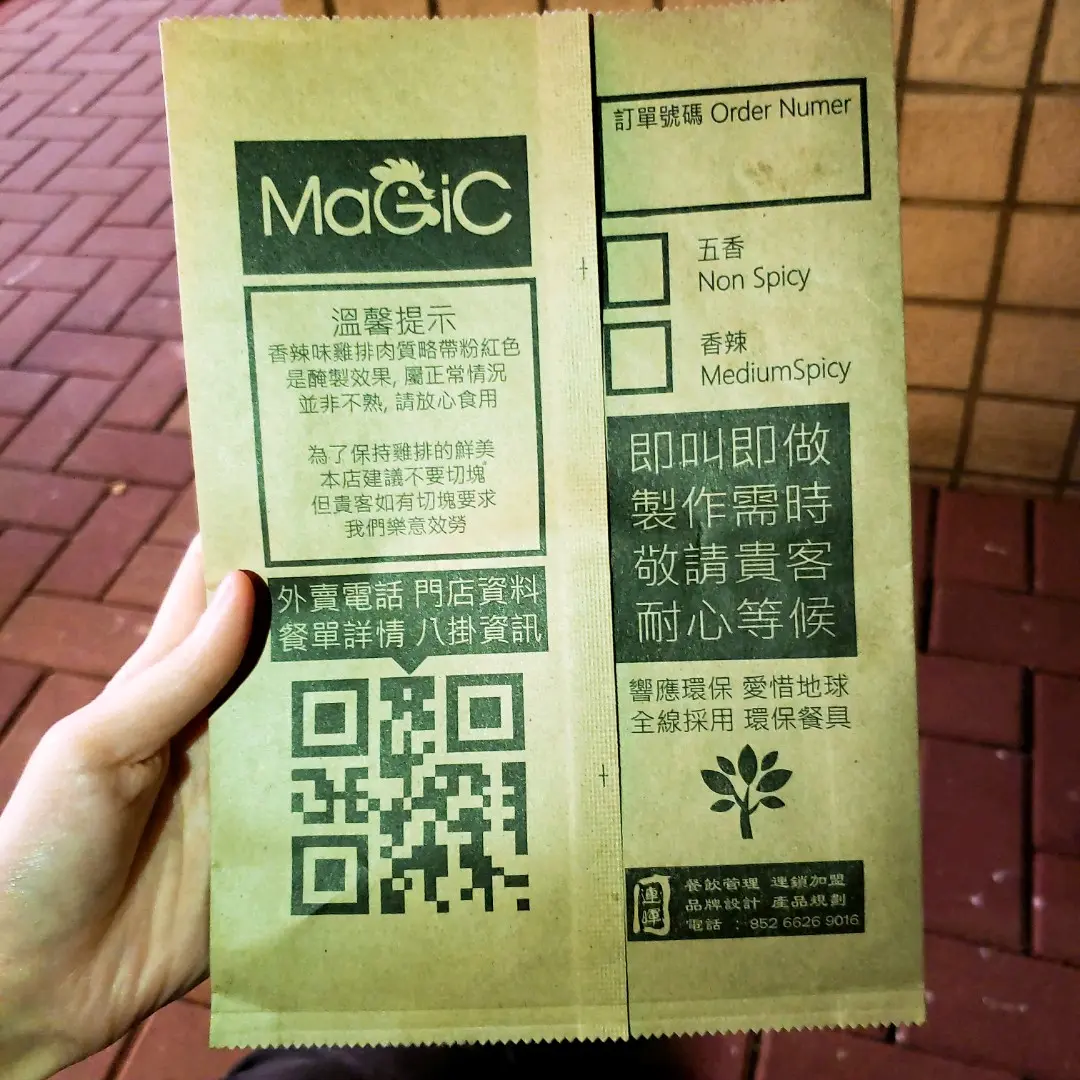 MaGiC
溫馨提示
香辣味雞排肉質略帶粉紅色
是醃製效果, 屬正常情況
並非不熟, 請放心食用
為了保持雞排的鮮美
本店建議不要切塊
但貴客如有切塊要求
我們樂意效勞
外賣電話 門店資料
餐單詳情 八掛資訊
訂單號碼 Order Numer
五香
Non Spicy
香辣
MediumSpicy
即叫即做
製作需時
敬請貴客
耐心等候
響應環保 愛惜地球
全線採用 環保餐具
餐飲管理 連鎖加盟
品牌設計 產品規劃
電話 : 852 6626 9016